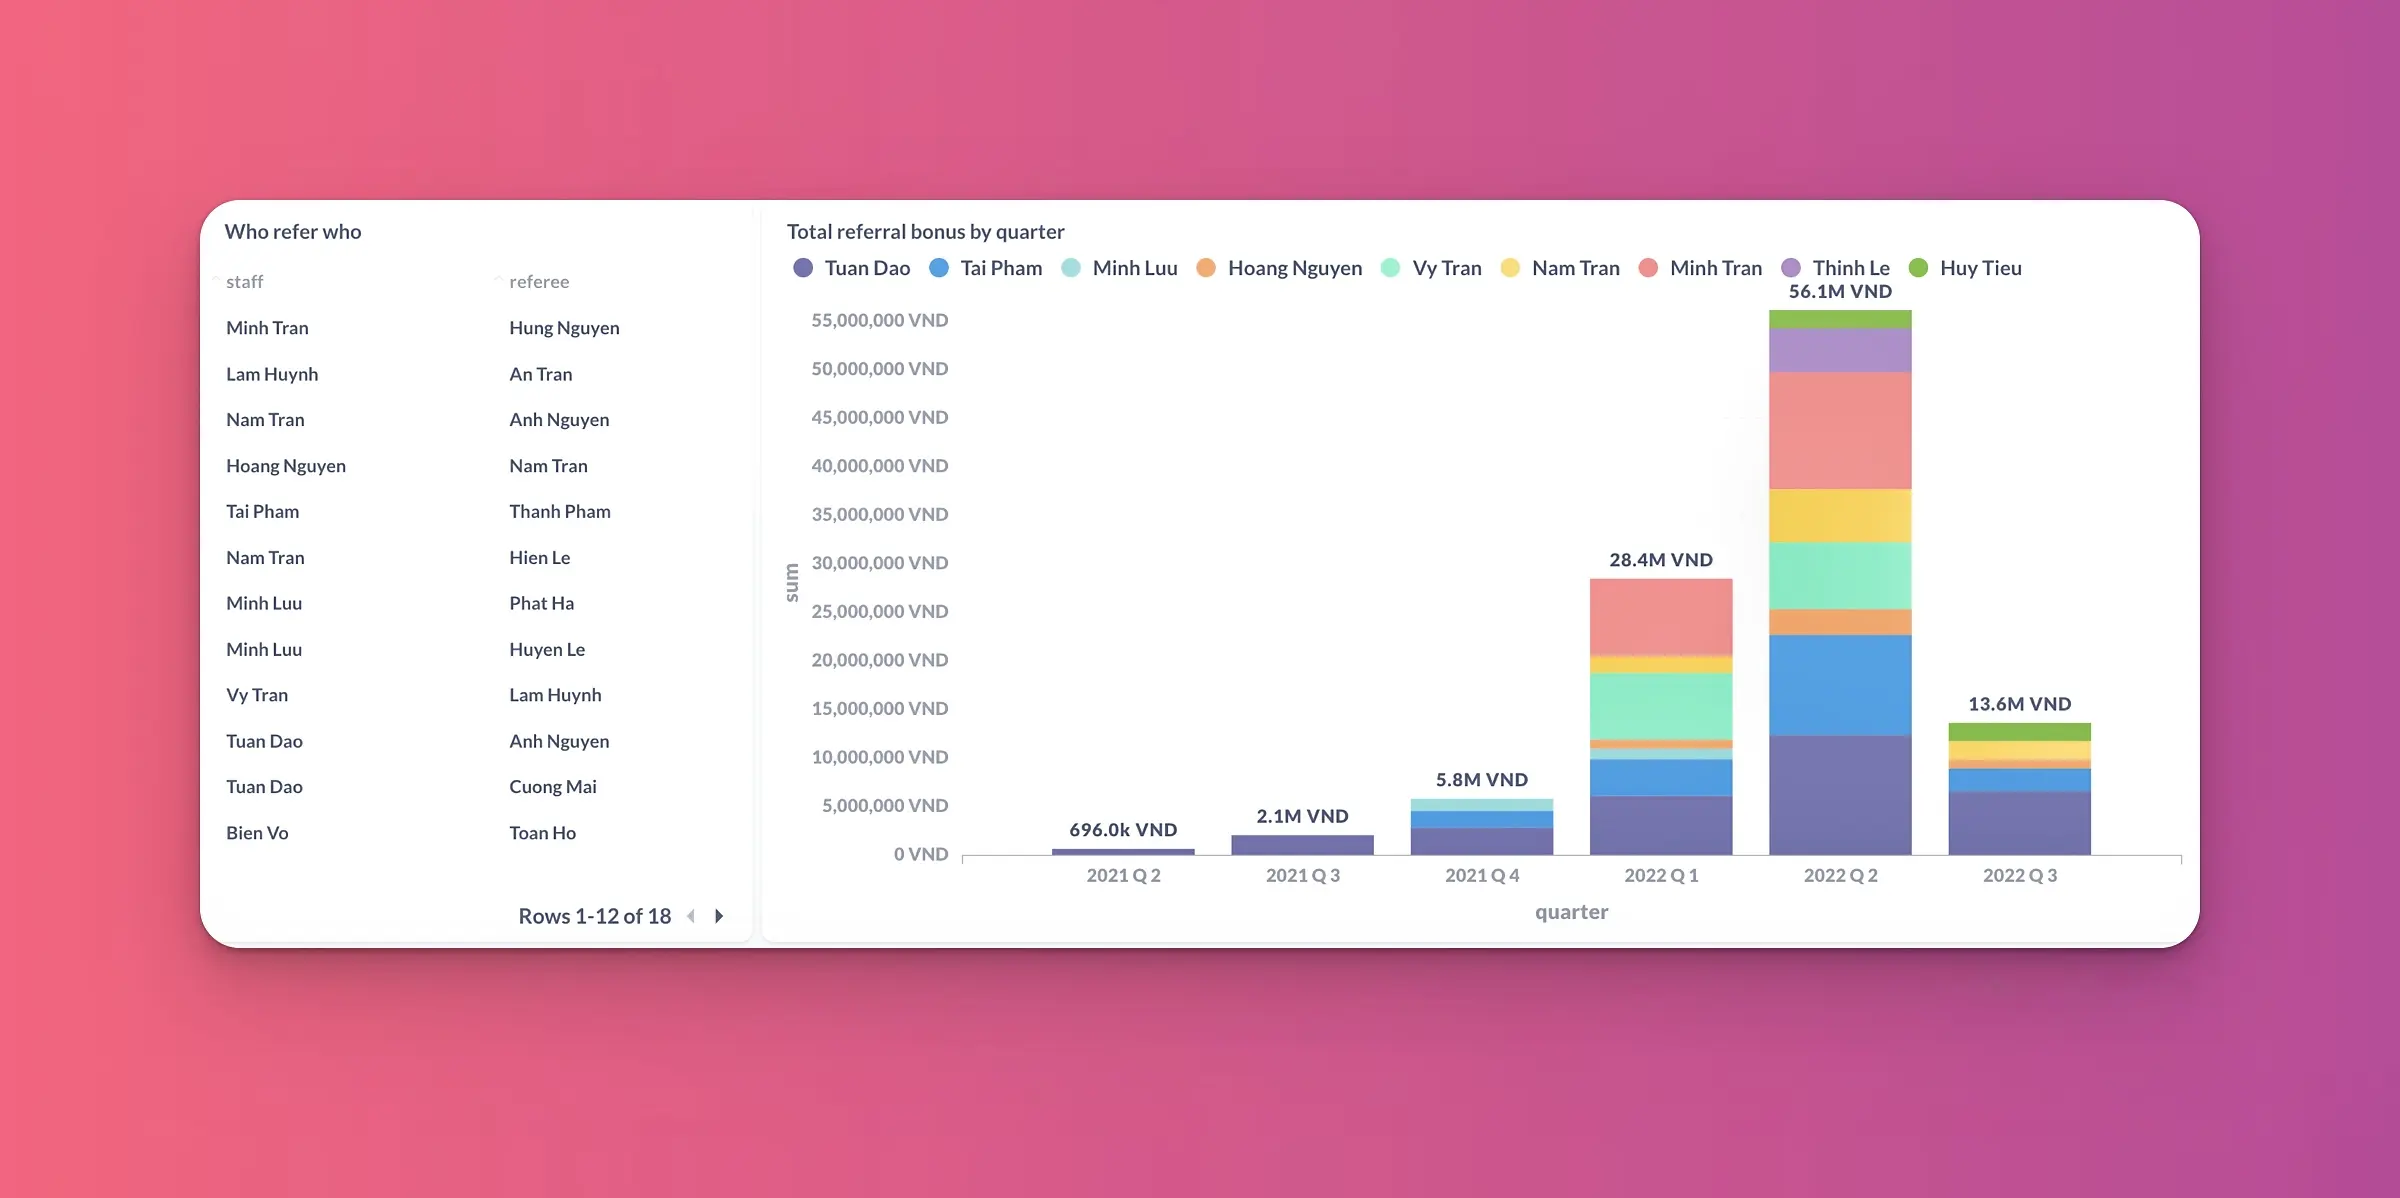 Who refer who
staff referee
Minh Tran Hung Nguyen
Lam Huynh An Tran
Nam Tran Anh Nguyen
Hoang Nguyen Nam Tran
Tai Pham Thanh Pham
Nam Tran Hien Le
Minh Luu Phat Ha
Minh Luu Huyen Le
Vy Tran Lam Huynh
Tuan Dao Anh Nguyen
Tuan Dao Cuong Mai
Bien Vo Toan Ho
Rows 1-12 of 18
Total referral bonus by quarter
Tuan Dao Tai Pham Minh Luu Hoang Nguyen Vy Tran Nam Tran Minh Tran Thinh Le Huy Tieu
56.1M VND
55,000,000 VND
50,000,000 VND
45,000,000 VND
40,000,000 VND
35,000,000 VND
30,000,000 VND
25,000,000 VND
20,000,000 VND
15,000,000 VND
10,000,000 VND
5,000,000 VND
0 VND
sum
696.0k VND
2.1M VND
5.8M VND
28.4M VND
13.6M VND
2021 Q 2 2021 Q 3 2021 Q 4 2022 Q 1 2022 Q 2 2022 Q 3
quarter